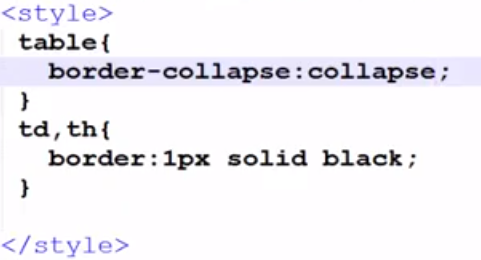 <style>
table{
border-collapse:collapse;
}
td,th{
border:1px solid black;
}
</style>